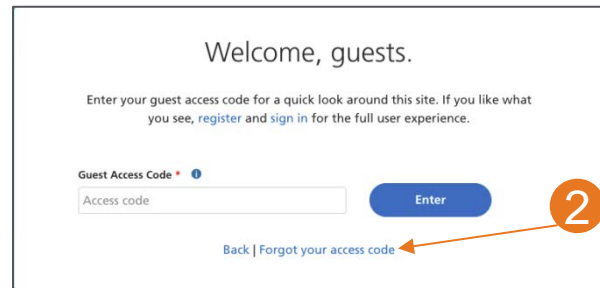 Welcome, guests.
Enter your guest access code for a quick look around this site. If you like what
you see, register and sign in for the full user experience.
Guest Access Code *
Access code
Enter
2
Back | Forgot your access code